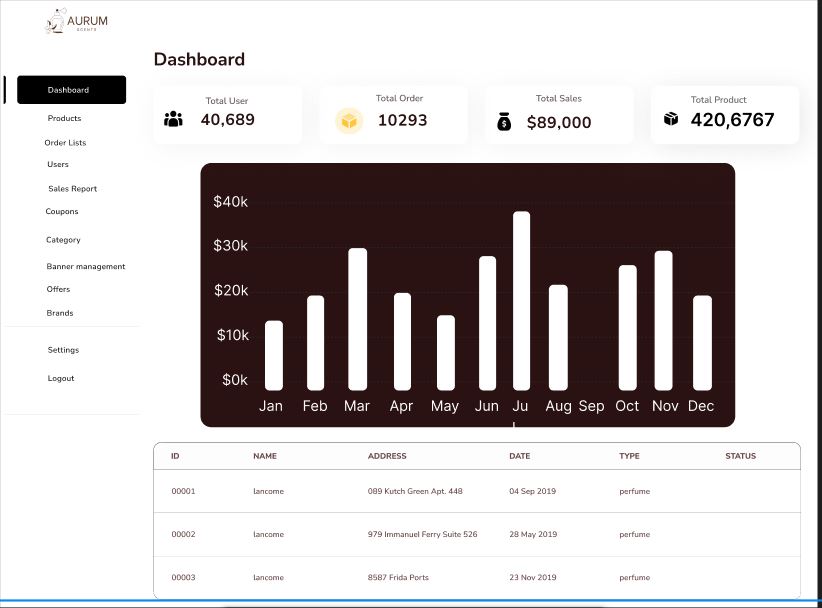 AURUM
SCENTS
Dashboard
Dashboard
Products
Order Lists
Users
Sales Report
Coupons
Category
Banner management
Offers
Brands
Settings
Logout
Total User
40,689
Total Order
10293
Total Sales
$89,000
Total Product
420,6767
$40k
$30k
$20k
$10k
$0k
Jan Feb Mar Apr May Jun Ju Aug Sep Oct Nov Dec
ID NAME ADDRESS DATE TYPE STATUS
00001 lancome 089 Kutch Green Apt. 448 04 Sep 2019 perfume
00002 lancome 979 Immanuel Ferry Suite 526 28 May 2019 perfume
00003 lancome 8587 Frida Ports 23 Nov 2019 perfume